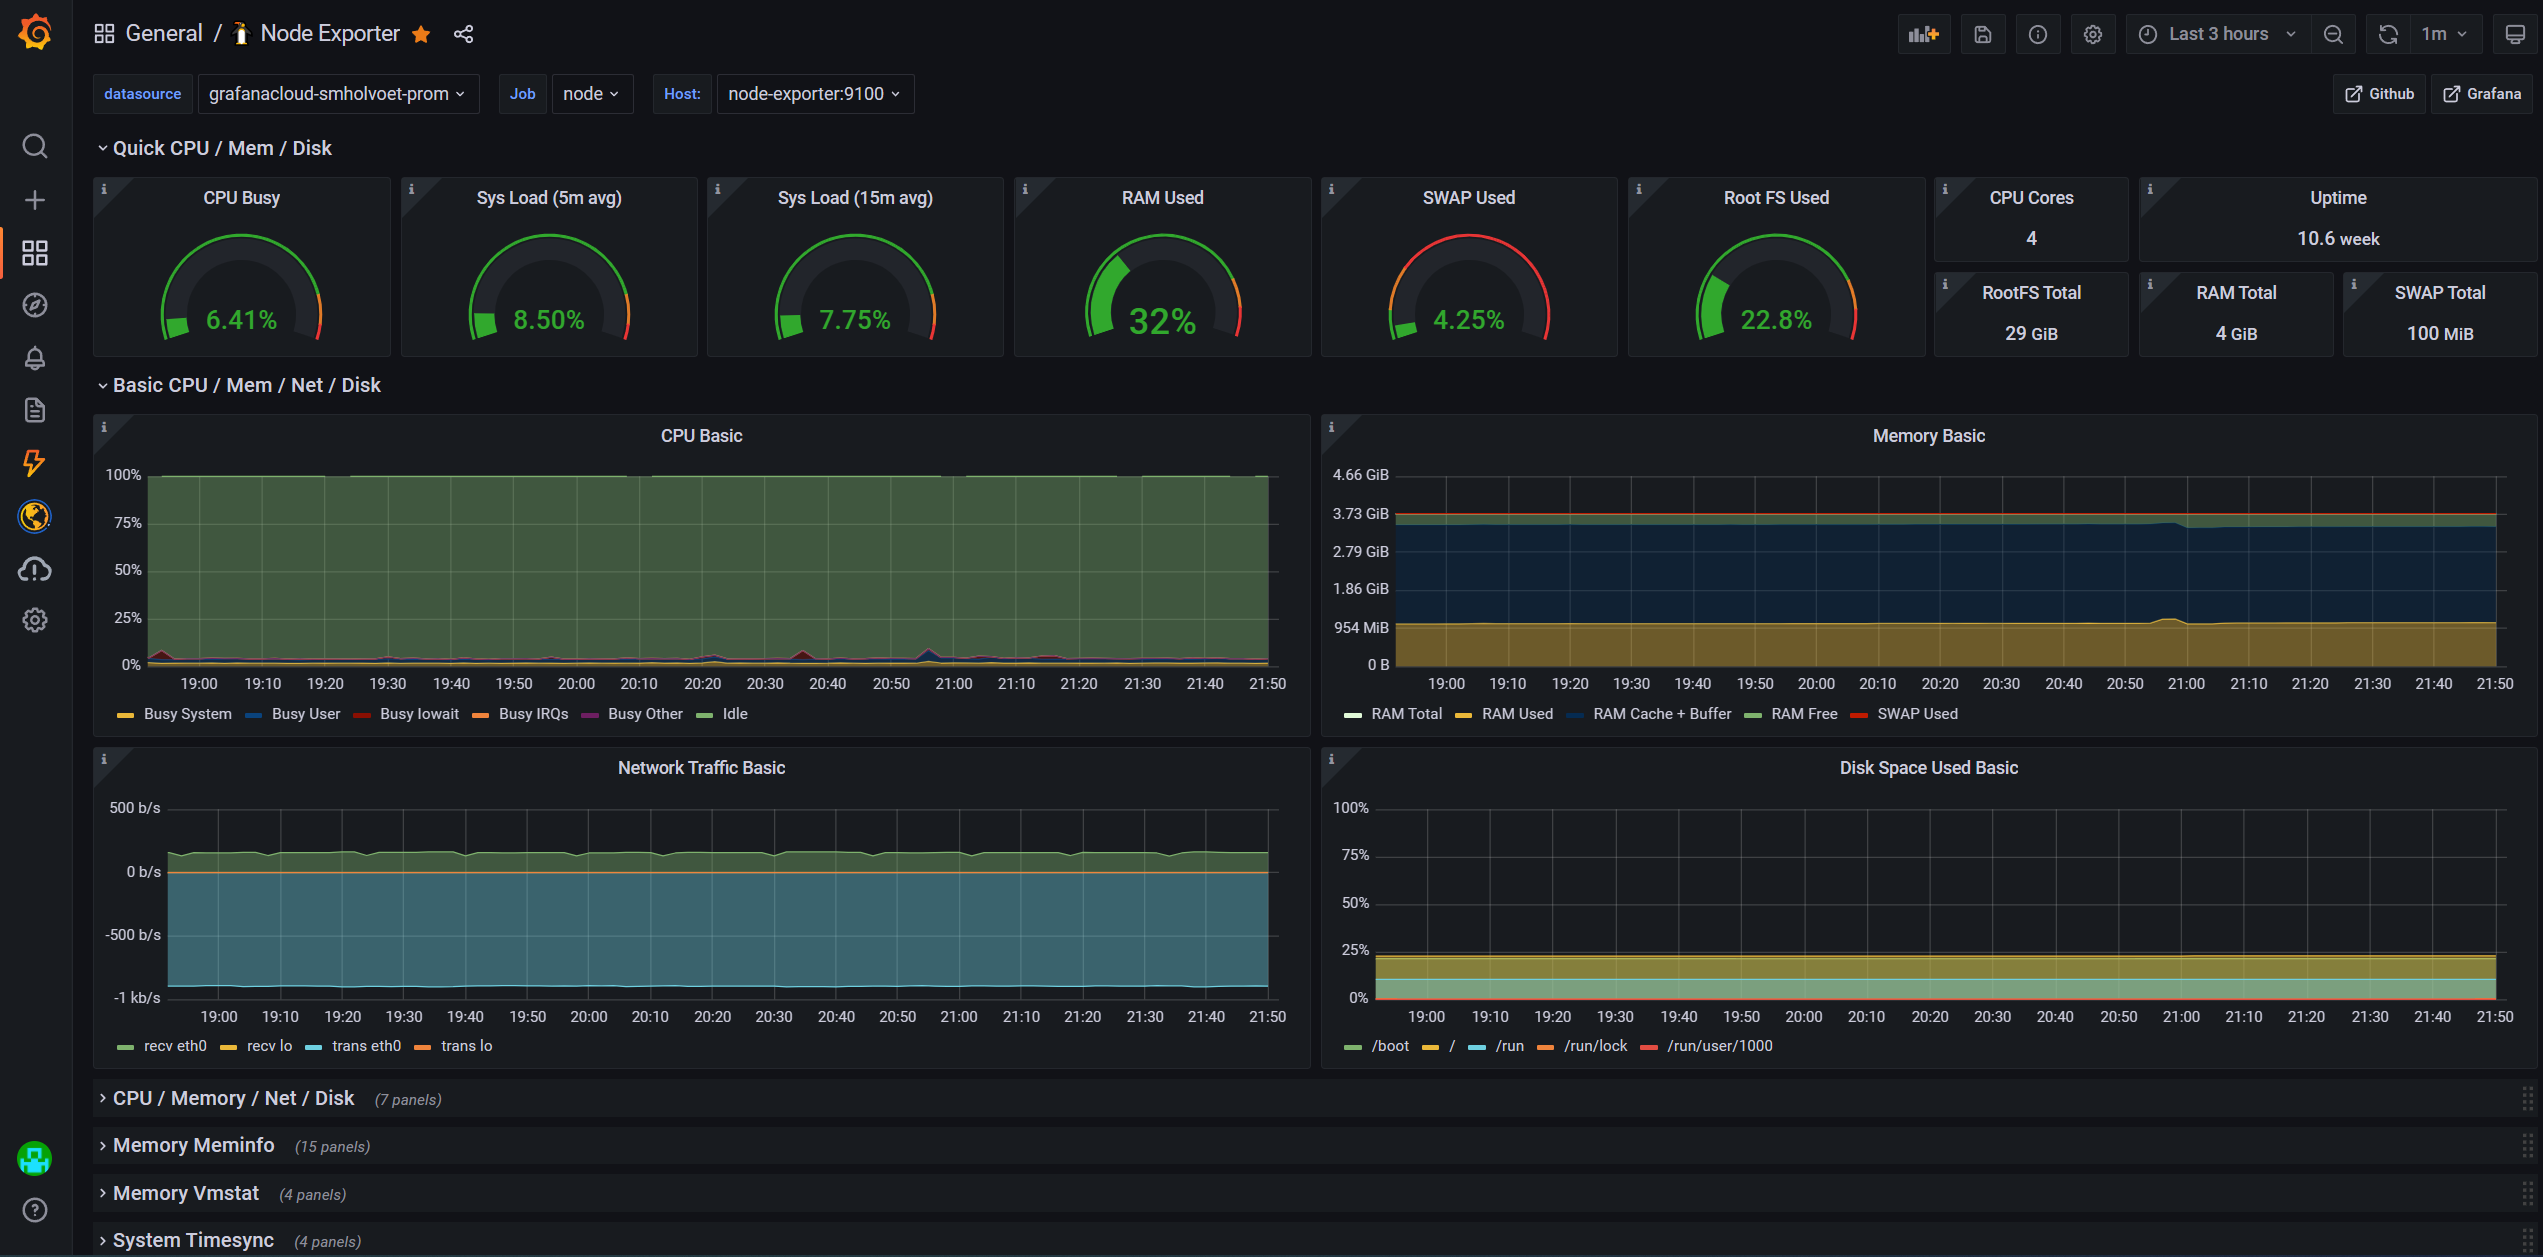 General / Node Exporter
Last 3 hours
1m
datasource grafanacloud-smholvoet-prom Job node Host: node-exporter:9100 Github Grafana
Quick CPU / Mem / Disk
CPU Busy
6.41%
Sys Load (5m avg)
8.50%
Sys Load (15m avg)
7.75%
RAM Used
32%
SWAP Used
4.25%
Root FS Used
22.8%
CPU Cores
4
Uptime
10.6 week
RootFS Total
29 GiB
RAM Total
4 GiB
SWAP Total
100 MiB
Basic CPU / Mem / Net / Disk
CPU Basic
100%
75%
50%
25%
0%
19:00 19:10 19:20 19:30 19:40 19:50 20:00 20:10 20:20 20:30 20:40 20:50 21:00 21:10 21:20 21:30 21:40 21:50
Busy System Busy User Busy Iowait Busy IRQs Busy Other Idle
Memory Basic
4.66 GiB
3.73 GiB
2.79 GiB
1.86 GiB
954 MiB
0 B
19:00 19:10 19:20 19:30 19:40 19:50 20:00 20:10 20:20 20:30 20:40 20:50 21:00 21:10 21:20 21:30 21:40 21:50
RAM Total RAM Used RAM Cache + Buffer RAM Free SWAP Used
Network Traffic Basic
500 b/s
0 b/s
-500 b/s
-1 kb/s
19:00 19:10 19:20 19:30 19:40 19:50 20:00 20:10 20:20 20:30 20:40 20:50 21:00 21:10 21:20 21:30 21:40 21:50
recv eth0 recv lo trans eth0 trans lo
Disk Space Used Basic
100%
75%
50%
25%
0%
19:00 19:10 19:20 19:30 19:40 19:50 20:00 20:10 20:20 20:30 20:40 20:50 21:00 21:10 21:20 21:30 21:40 21:50
/boot / /run /run/lock /run/user/1000
CPU / Memory / Net / Disk (7 panels)
Memory Meminfo (15 panels)
Memory Vmstat (4 panels)
System Timesync (4 panels)